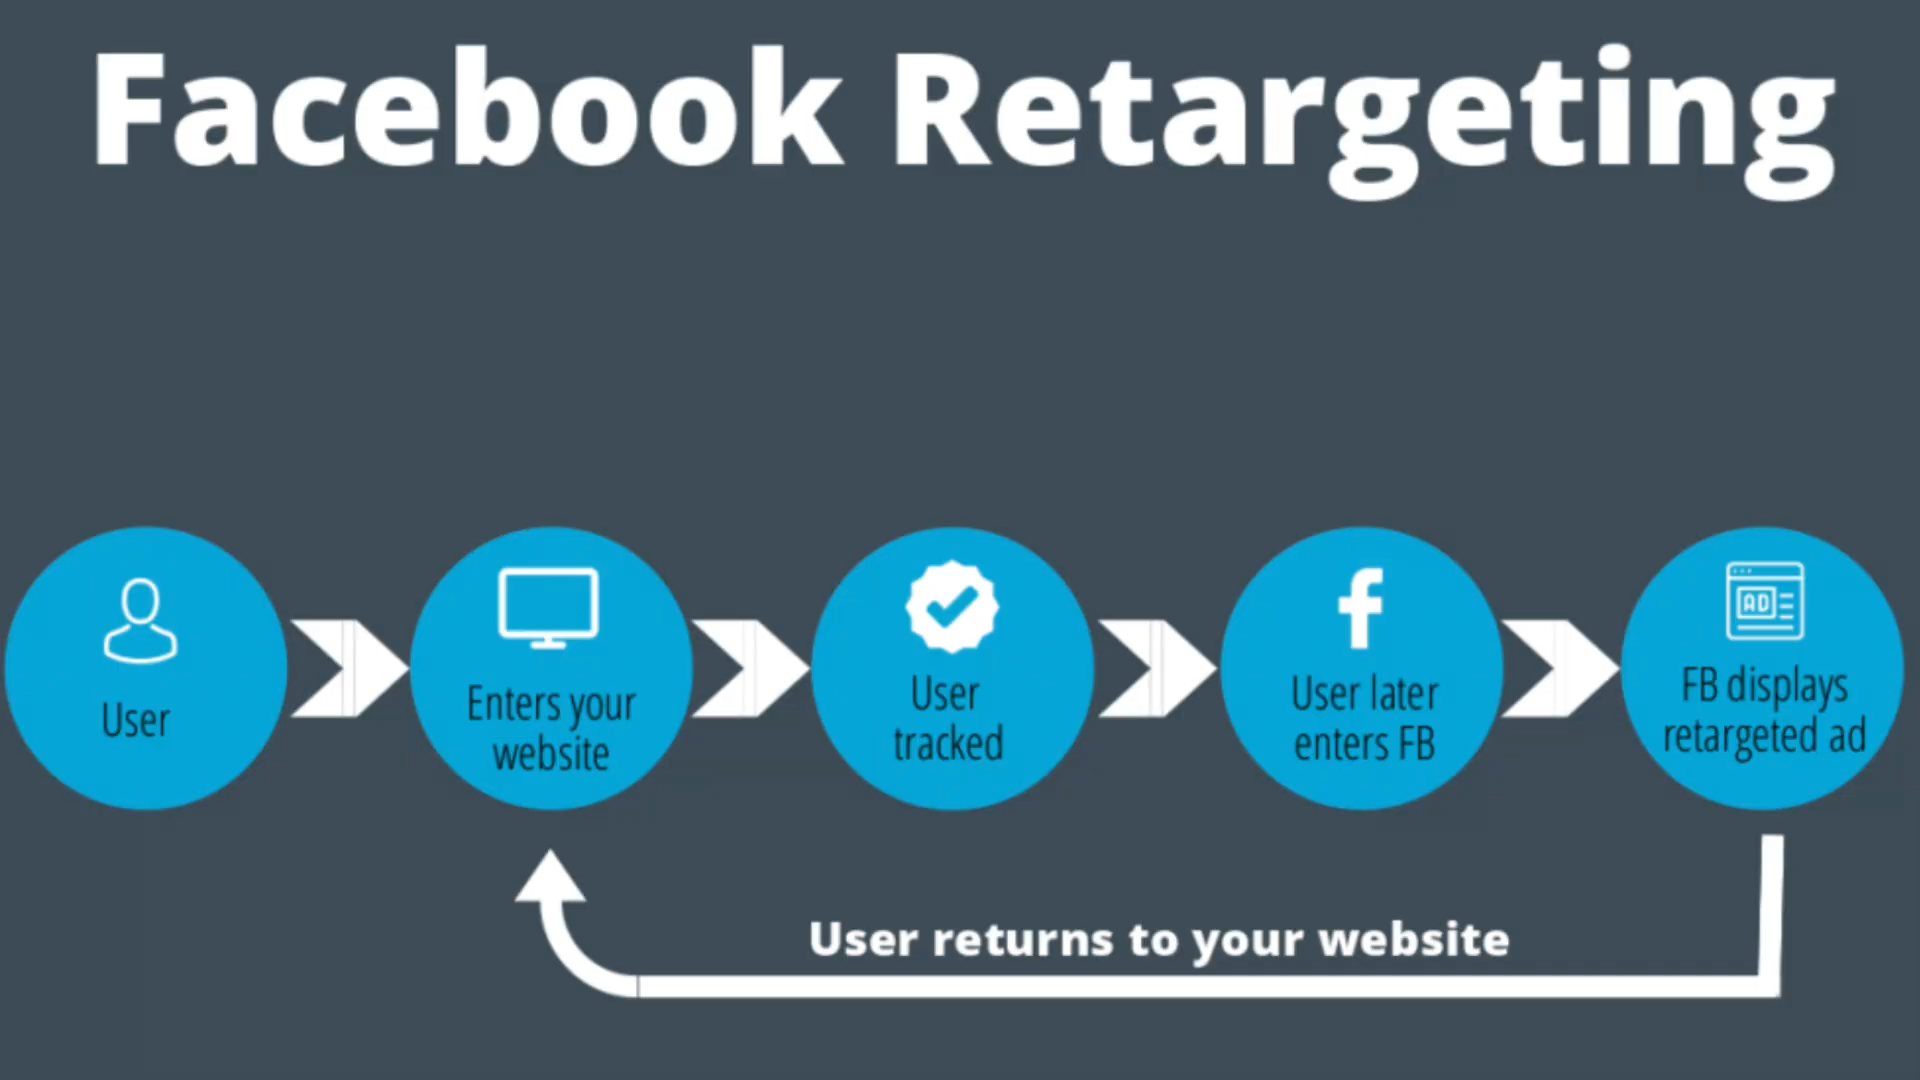 Facebook Retargeting
User
Enters your
website
User
tracked
User later
enters FB
AD
FB displays
retargeted ad
User returns to your website